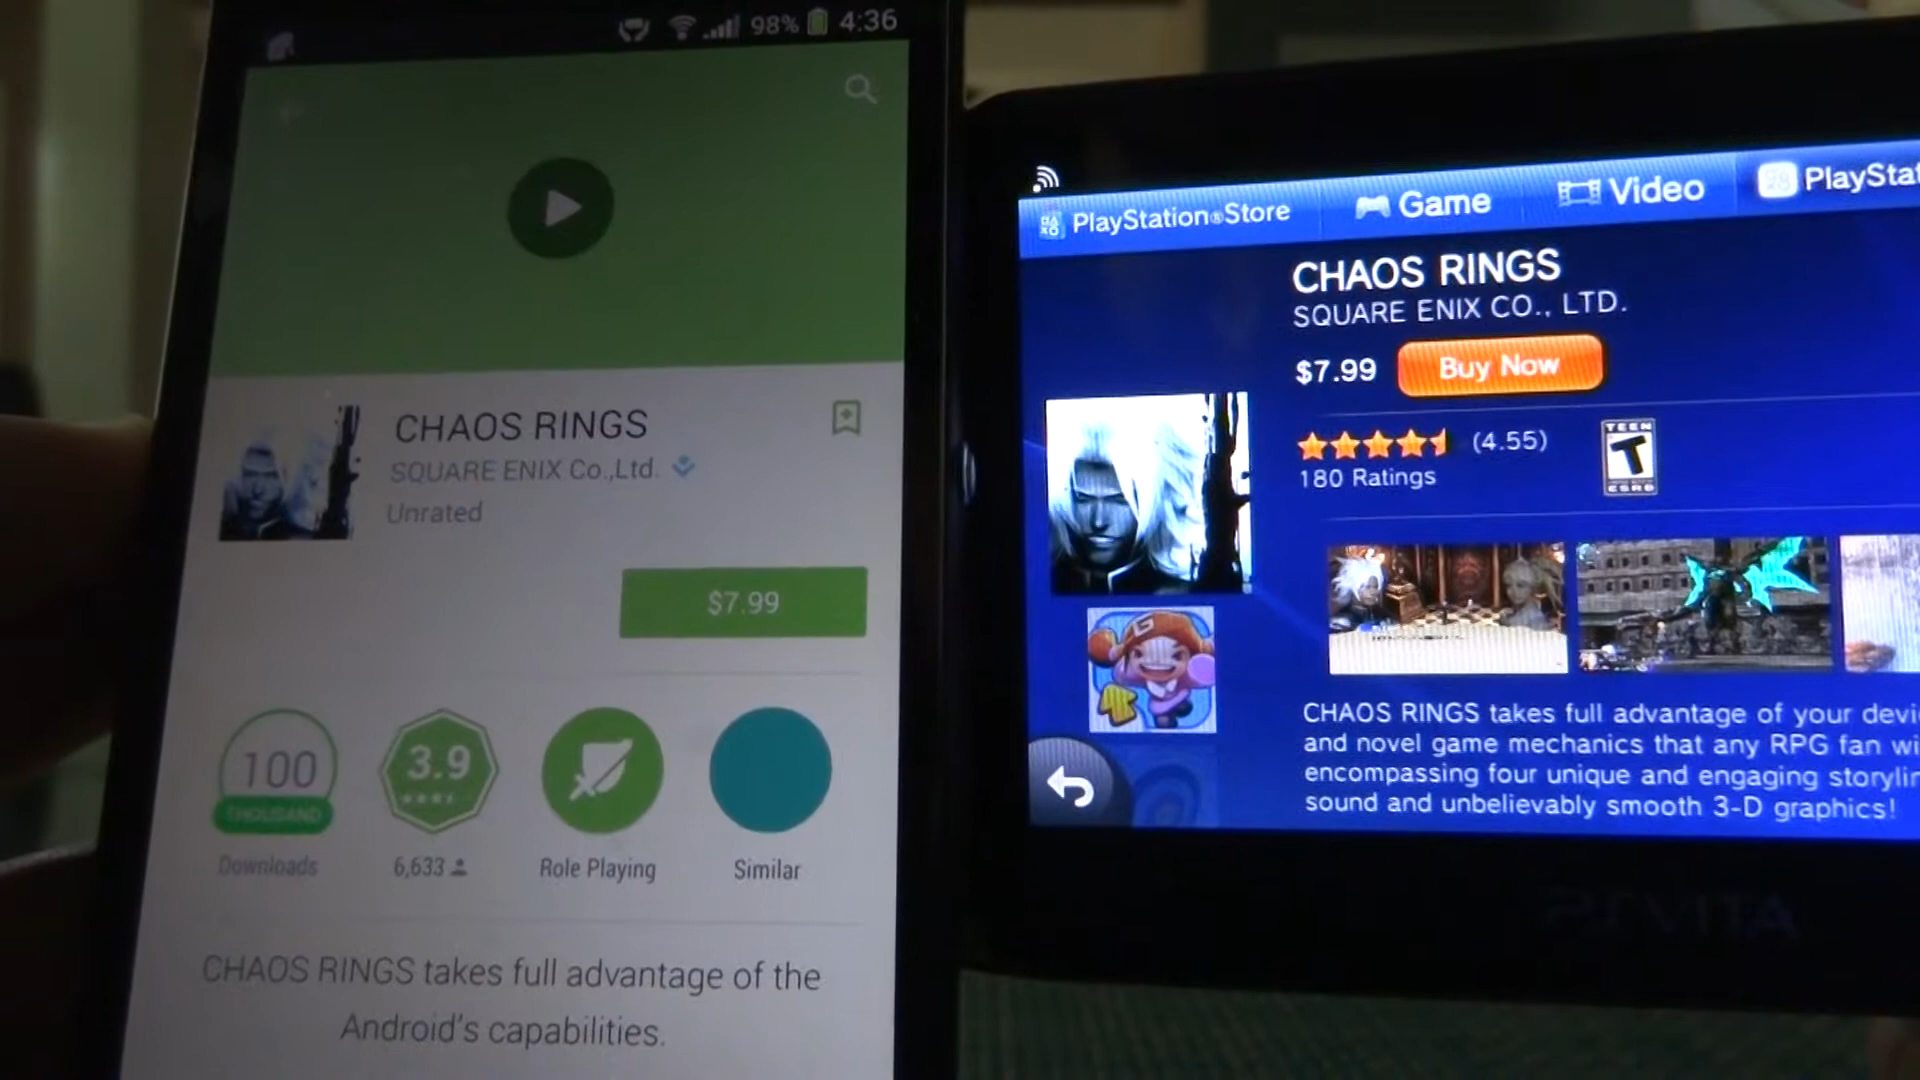 98% 4:36
CHAOS RINGS
SQUARE ENIX Co.,Ltd.
Unrated
$7.99
100
THOUSAND
Downloads
3.9
6,633
Role Playing
Similar
CHAOS RINGS takes full advantage of the
Android's capabilities.
PlayStation®Store
Game
Video
PlayStat
CHAOS RINGS
SQUARE ENIX CO., LTD.
$7.99
Buy Now
(4.55)
180 Ratings
TEEN
T
ESRB
CHAOS RINGS takes full advantage of your devi
and novel game mechanics that any RPG fan wi
encompassing four unique and engaging storylin
sound and unbelievably smooth 3-D graphics!
PSVITA